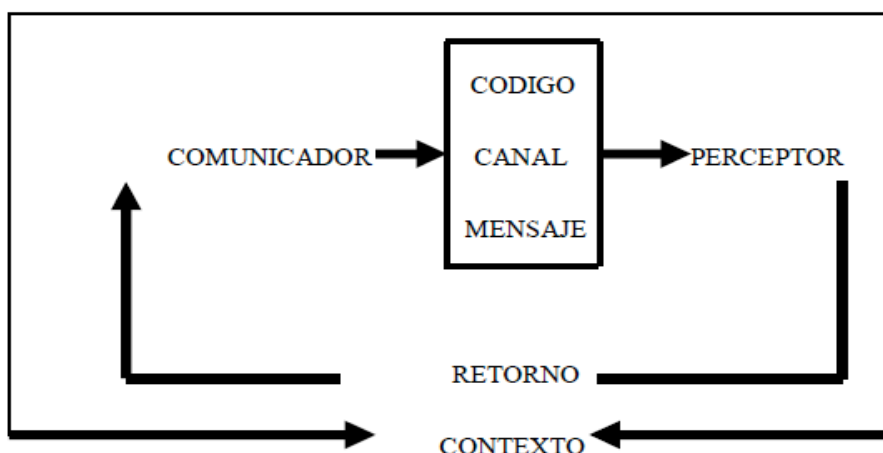 CODIGO
COMUNICADOR CANAL PERCEPTOR
MENSAJE
RETORNO
CONTEXTO